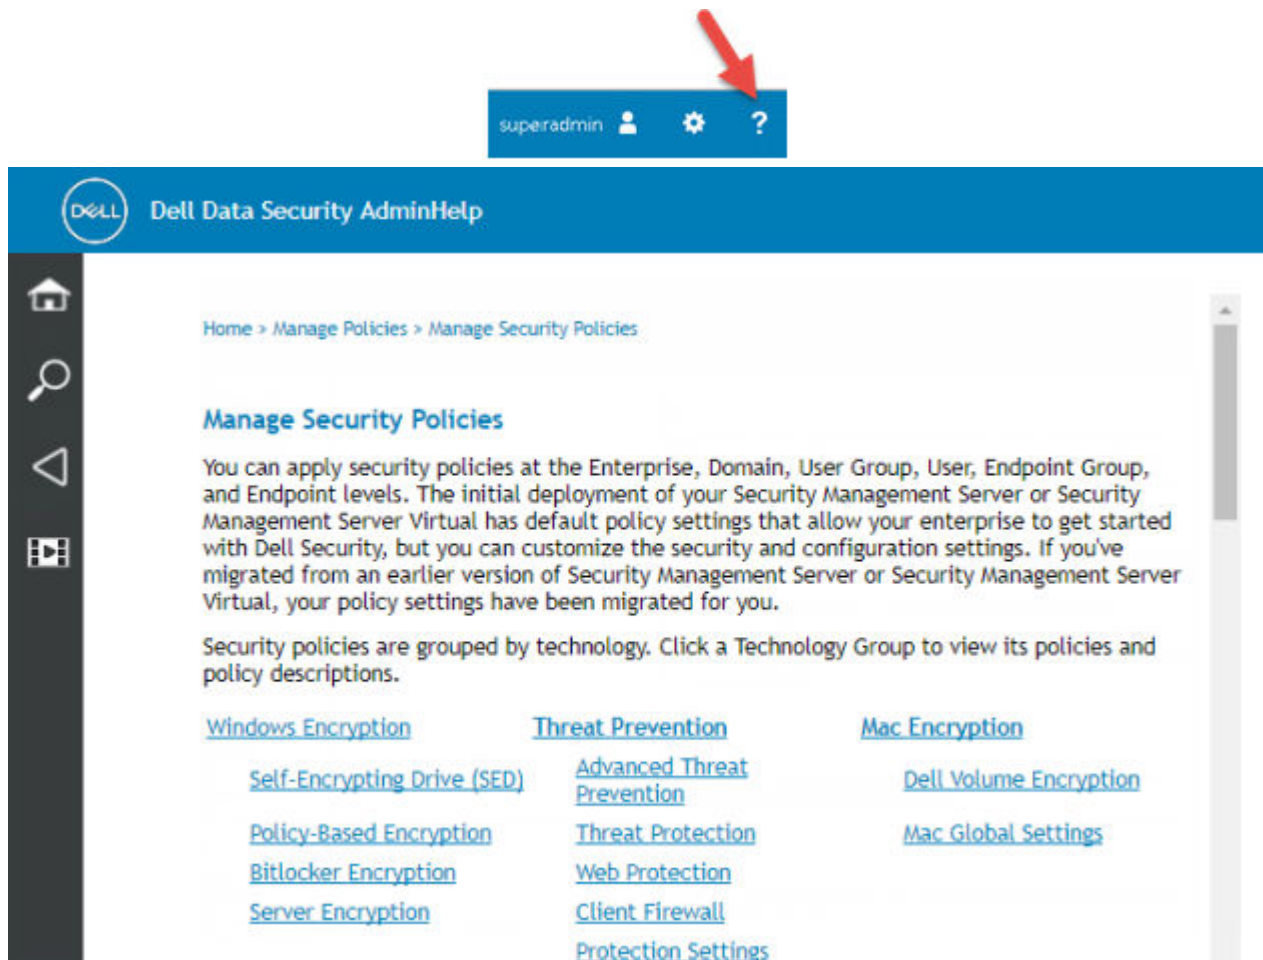 superadmin ?
DELL Dell Data Security AdminHelp
Home > Manage Policies > Manage Security Policies
Manage Security Policies
You can apply security policies at the Enterprise, Domain, User Group, User, Endpoint Group,
and Endpoint levels. The initial deployment of your Security Management Server or Security
Management Server Virtual has default policy settings that allow your enterprise to get started
with Dell Security, but you can customize the security and configuration settings. If you've
migrated from an earlier version of Security Management Server or Security Management Server
Virtual, your policy settings have been migrated for you.
Security policies are grouped by technology. Click a Technology Group to view its policies and
policy descriptions.
Windows Encryption
Self-Encrypting Drive (SED)
Policy-Based Encryption
Bitlocker Encryption
Server Encryption
Threat Prevention
Advanced Threat
Prevention
Threat Protection
Web Protection
Client Firewall
Protection Settings
Mac Encryption
Dell Volume Encryption
Mac Global Settings